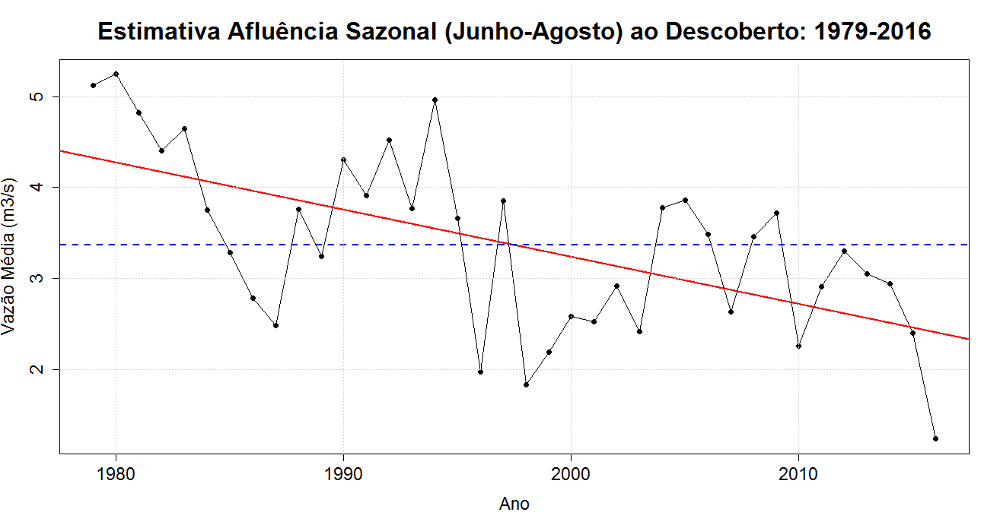 Estimativa Afluência Sazonal (Junho-Agosto) ao Descoberto: 1979-2016
Vazão Média (m3/s)
5
4
3
2
1980 1990 2000 2010
Ano